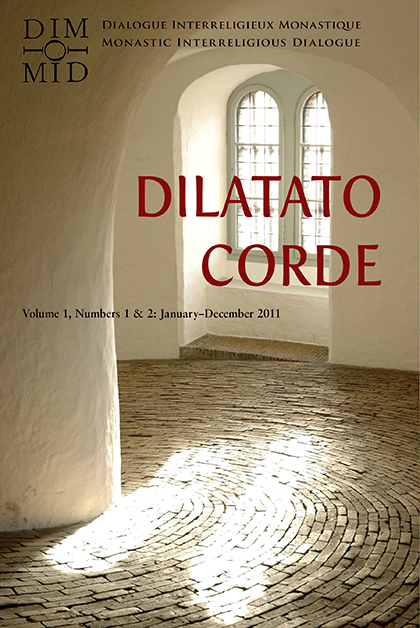 DIM
MID
DIALOGUE INTERRELIGIEUX MONASTIQUE
MONASTIC INTERRELIGIOUS DIALOGUE
DILATATO
CORDE
Volume 1, Numbers 1 & 2: January–December 2011